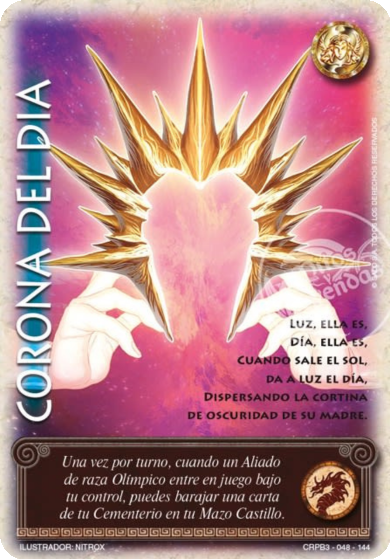 CORONA DEL DIA
Luz, ella es,
Día, ella es,
Cuando sale el sol,
da a luz el día,
Dispersando la cortina
de oscuridad de su madre.
Una vez por turno, cuando un Aliado
de raza Olímpico entre en juego bajo
tu control, puedes barajar una carta
de tu Cementerio en tu Mazo Castillo.
ILUSTRADOR: NITROX
CRPB3 - 048 - 144